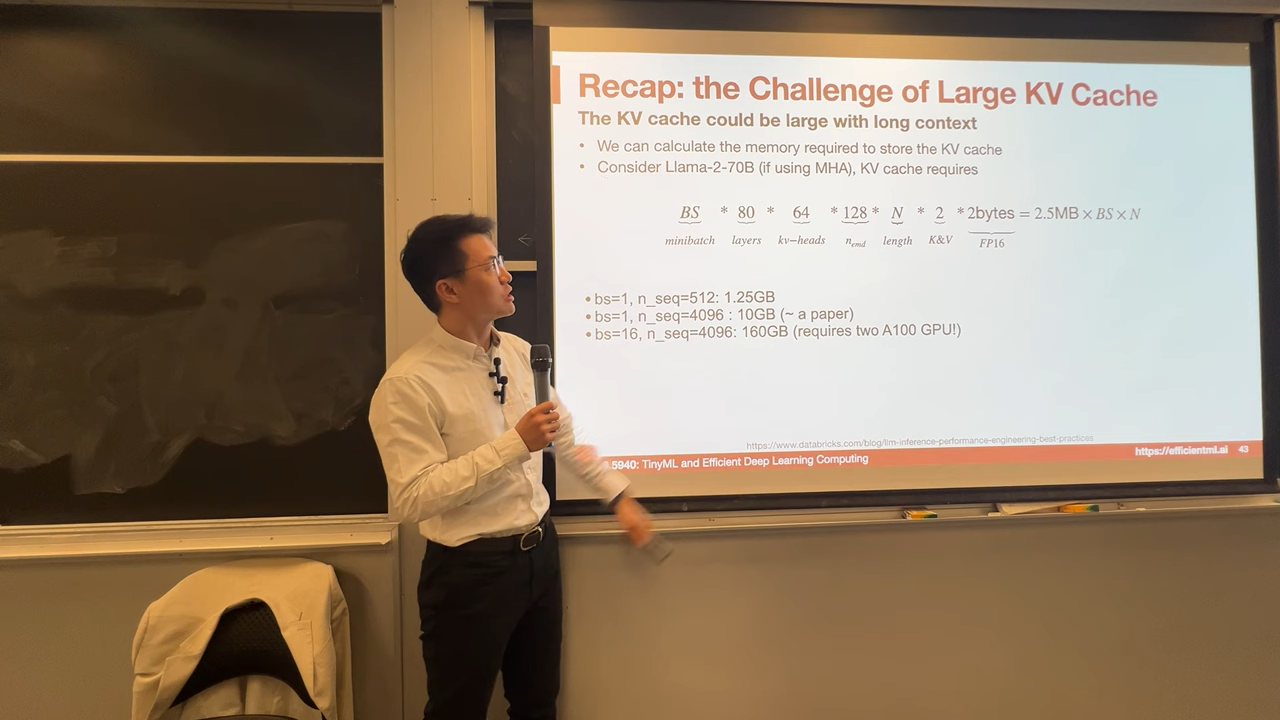 Recap: the Challenge of Large KV Cache
The KV cache could be large with long context
• We can calculate the memory required to store the KV cache
• Consider Llama-2-70B (if using MHA), KV cache requires
BS * 80 * 64 * 128 * N * 2 * 2bytes = 2.5MB × BS × N
minibatch layers kv−heads n_emd length K&V FP16
• bs=1, n_seq=512: 1.25GB
• bs=1, n_seq=4096 : 10GB (~ a paper)
• bs=16, n_seq=4096: 160GB (requires two A100 GPU!)
https://www.databricks.com/blog/llm-inference-performance-engineering-best-practices
5940: TinyML and Efficient Deep Learning Computing
https://efficientml.ai 43